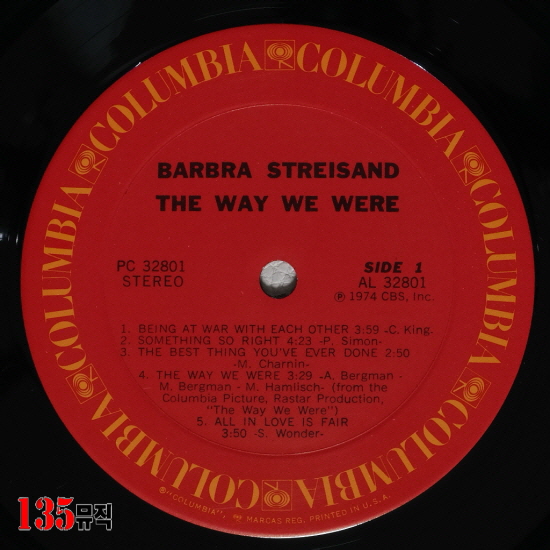 COLUMBIA COLUMBIA COLUMBIA COLUMBIA COLUMBIA COLUMBIA
BARBRA STREISAND
THE WAY WE WERE
PC 32801
STEREO
SIDE 1
AL 32801
Ⓟ 1974 CBS, Inc.
1. BEING AT WAR WITH EACH OTHER 3:59 -C. King-
2. SOMETHING SO RIGHT 4:23 -P. Simon-
3. THE BEST THING YOU'VE EVER DONE 2:50
-M. Charnin-
4. THE WAY WE WERE 3:29 -A. Bergman -
M. Bergman - M. Hamlisch- (from the
Columbia Picture, Rastar Production,
"The Way We Were")
5. ALL IN LOVE IS FAIR
3:50 -S. Wonder-
®"COLUMBIA", MARCAS REG. PRINTED IN U.S.A.
135뮤직